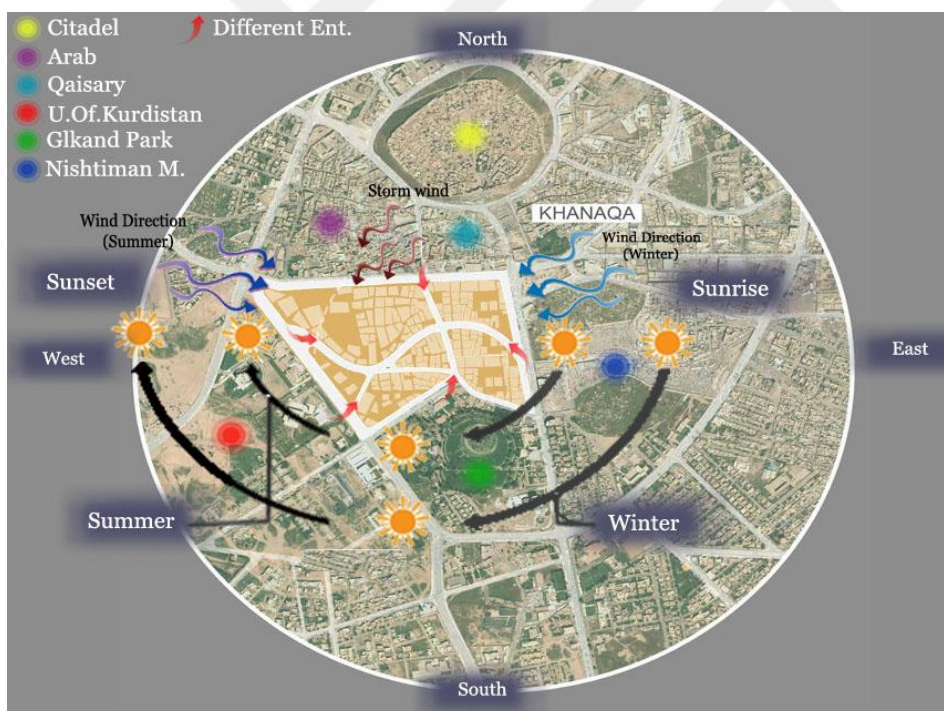 Citadel
Different Ent.
Arab
Qaisary
U.Of.Kurdistan
Glkand Park
Nishtiman M.
North
Storm wind
KHANAQA
Wind Direction
(Summer)
Wind Direction
(Winter)
Sunset
Sunrise
West
East
Summer
Winter
South